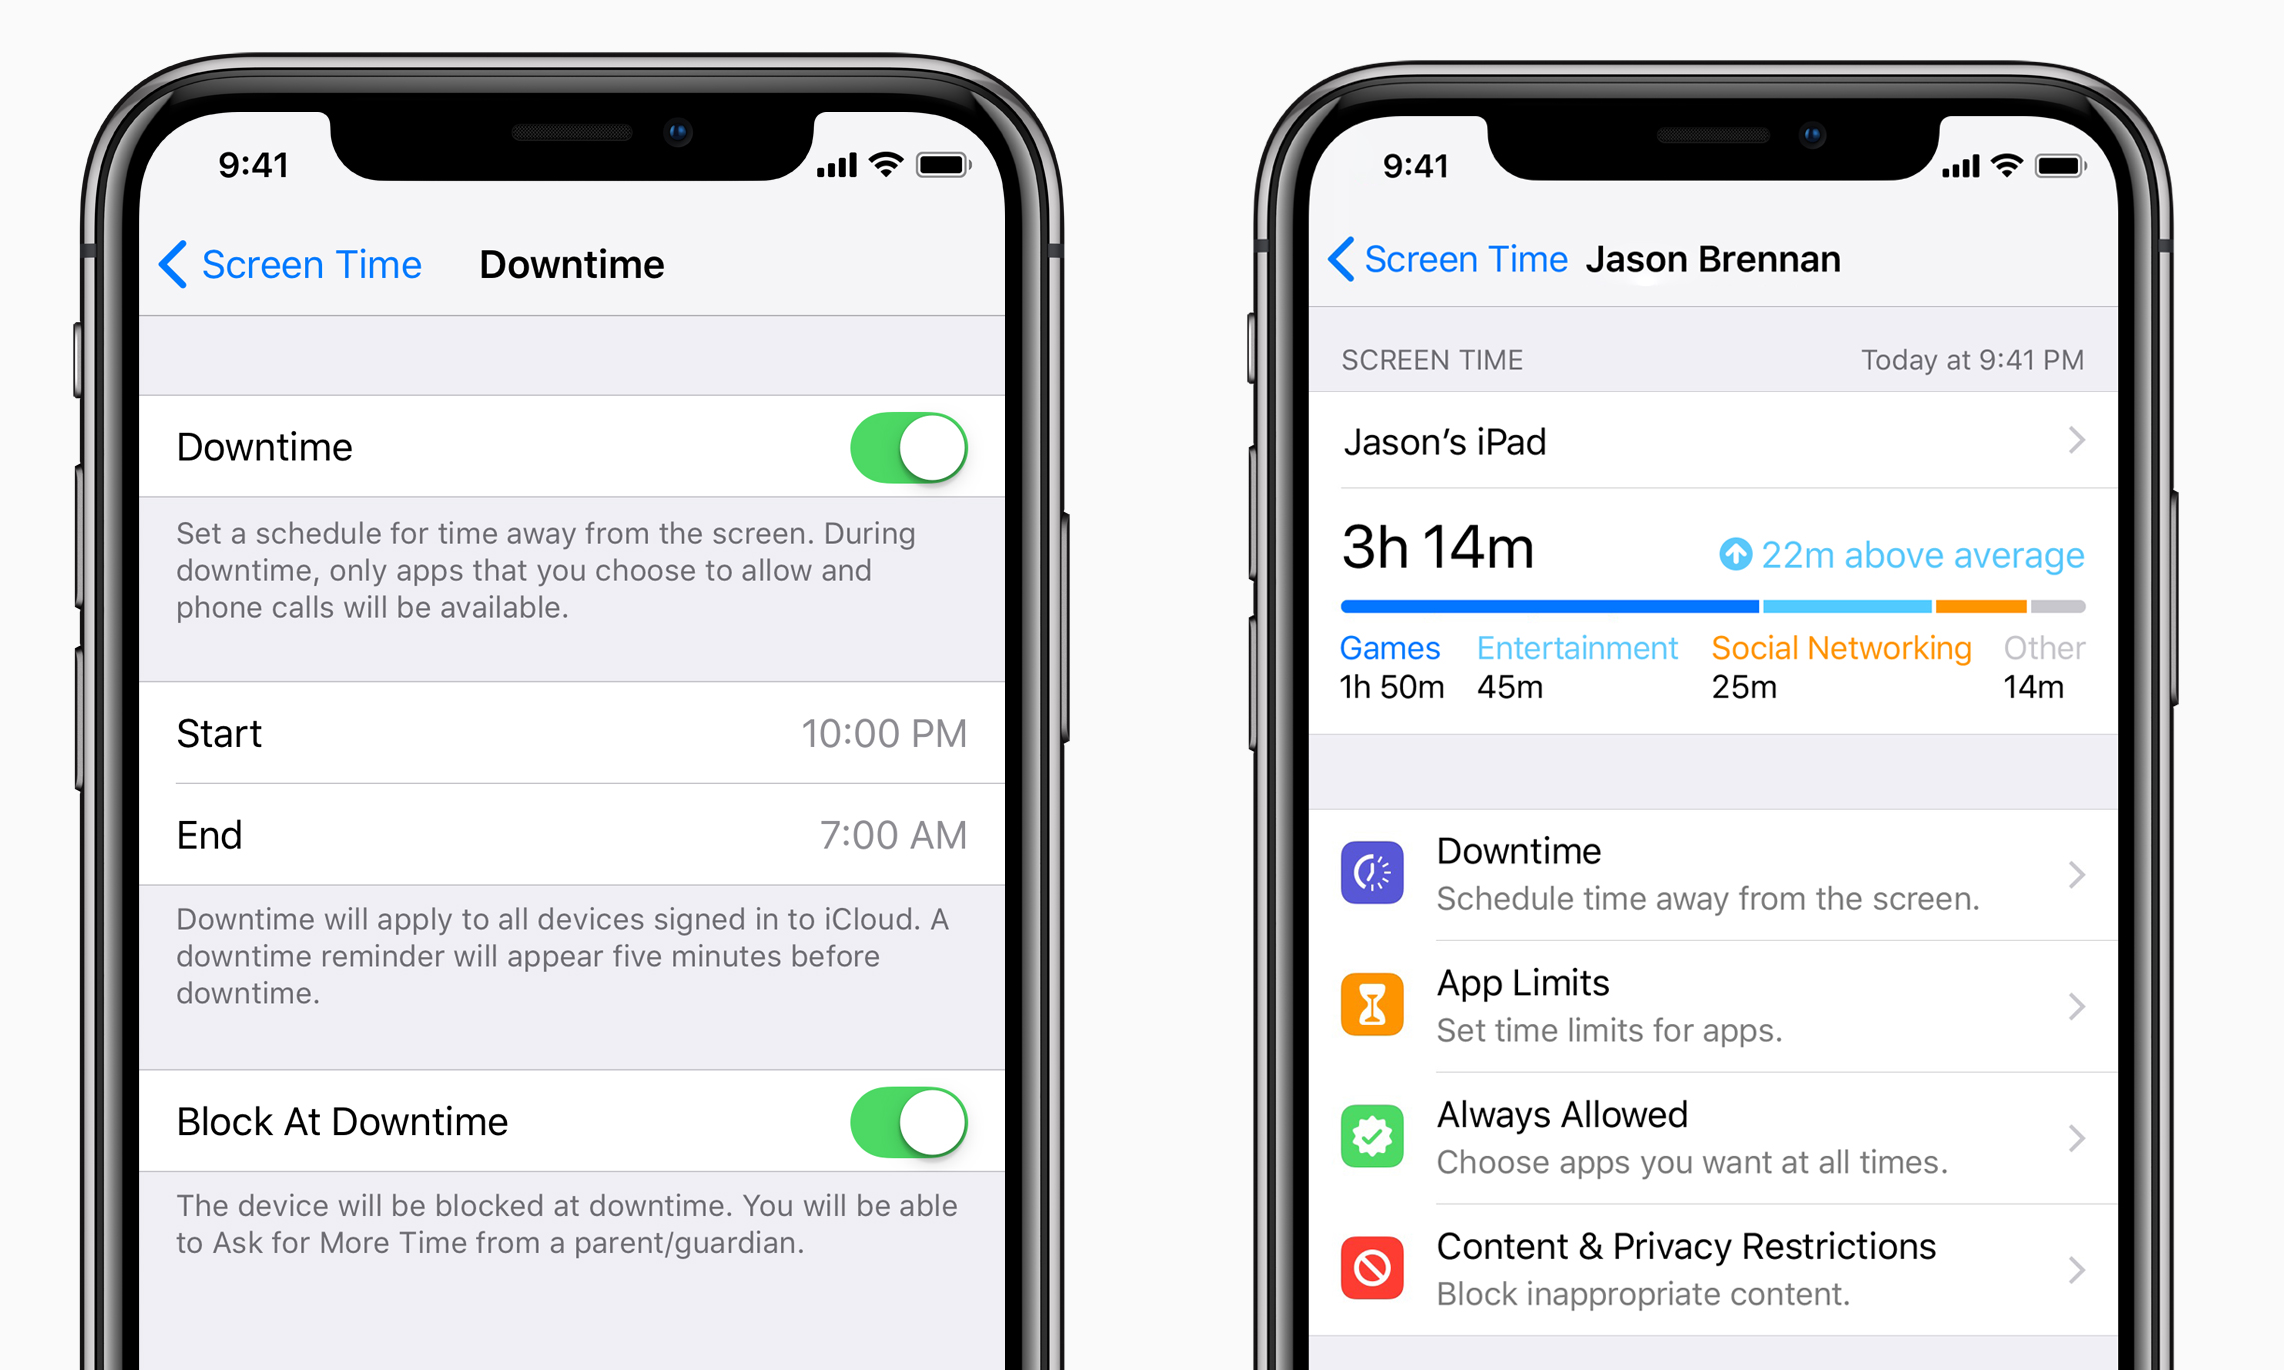 9:41
Screen Time Downtime
Downtime
Set a schedule for time away from the screen. During
downtime, only apps that you choose to allow and
phone calls will be available.
Start 10:00 PM
End 7:00 AM
Downtime will apply to all devices signed in to iCloud. A
downtime reminder will appear five minutes before
downtime.
Block At Downtime
The device will be blocked at downtime. You will be able
to Ask for More Time from a parent/guardian.
9:41
Screen Time Jason Brennan
SCREEN TIME Today at 9:41 PM
Jason’s iPad
3h 14m 22m above average
Games Entertainment Social Networking Other
1h 50m 45m 25m 14m
Downtime
Schedule time away from the screen.
App Limits
Set time limits for apps.
Always Allowed
Choose apps you want at all times.
Content & Privacy Restrictions
Block inappropriate content.